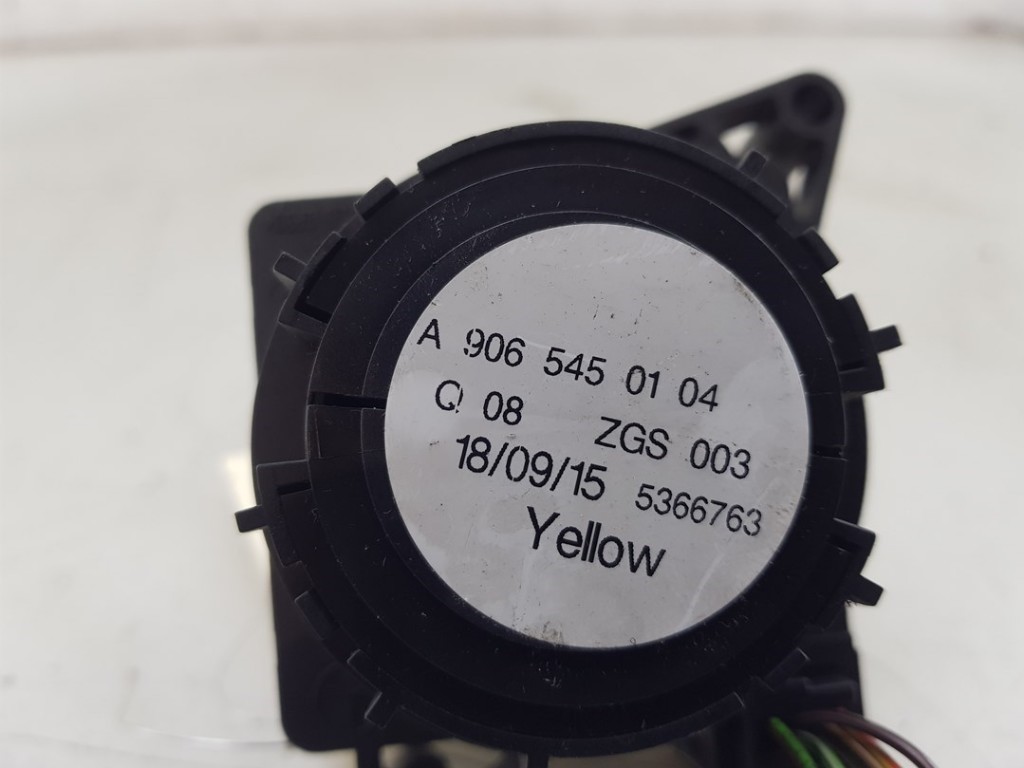 A 906 545 01 04
Q 08 ZGS 003
18/09/15 5366763
Yellow